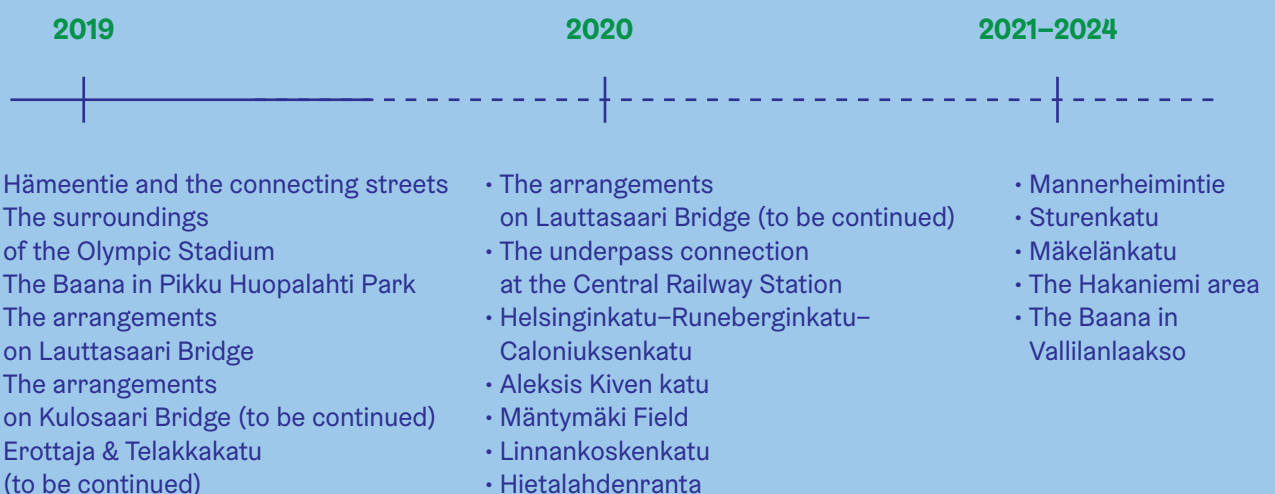 2019
2020
2021–2024
Hämeentie and the connecting streets
The surroundings
of the Olympic Stadium
The Baana in Pikku Huopalahti Park
The arrangements
on Lauttasaari Bridge
The arrangements
on Kulosaari Bridge (to be continued)
Erottaja & Telakkakatu
(to be continued)
• The arrangements
on Lauttasaari Bridge (to be continued)
• The underpass connection
at the Central Railway Station
• Helsinginkatu–Runeberginkatu–
Caloniuksenkatu
• Aleksis Kiven katu
• Mäntymäki Field
• Linnankoskenkatu
• Hietalahdenranta
• Mannerheimintie
• Sturenkatu
• Mäkelänkatu
• The Hakaniemi area
• The Baana in
Vallilanlaakso